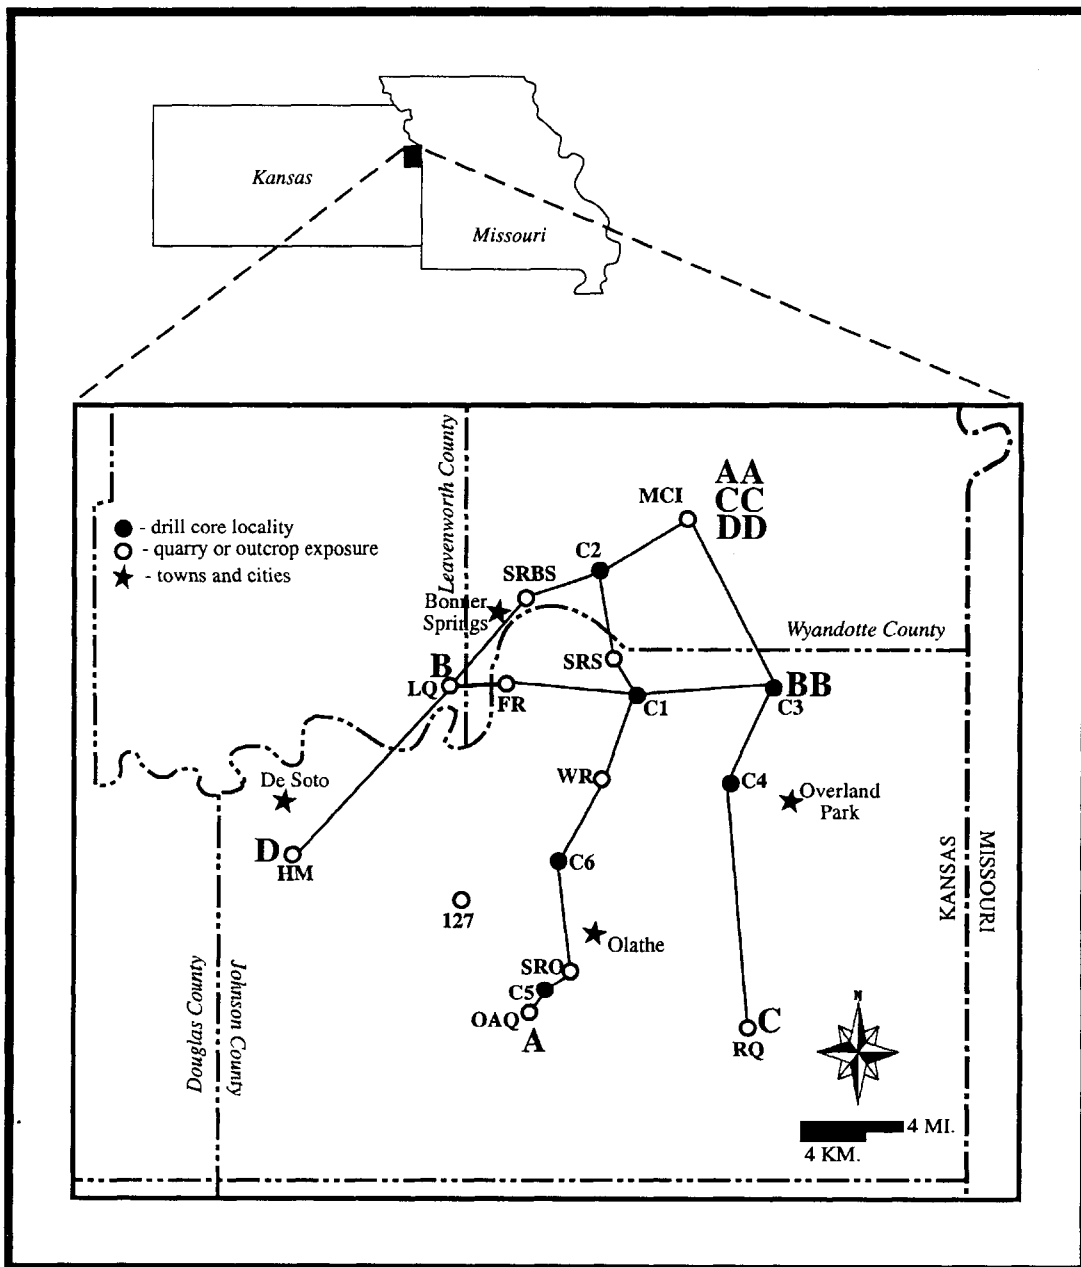 Kansas
Missouri
Leavenworth County
AA
MCI
CC
DD
- drill core locality
- quarry or outcrop exposure
- towns and cities
C2
SRBS
Bonner
Springs
Wyandotte County
SRS
B
LQ
FR
C1
BB
C3
De Soto
WR
C4
Overland
Park
D
HM
C6
KANSAS
MISSOURI
127
Olathe
SRO
C5
OAQ
A
C
RQ
N
Douglas County
Johnson County
4 MI.
4 KM.